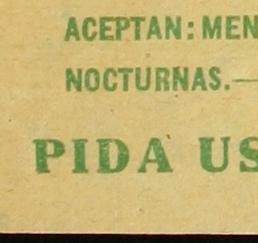 ACEPTAN: MEN
NOCTURNAS.—
PIDA US